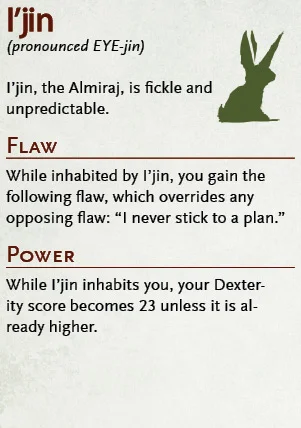 I'jin
(pronounced EYE-jin)
I'jin, the Almiraj, is fickle and
unpredictable.
Flaw
While inhabited by I'jin, you gain the
following flaw, which overrides any
opposing flaw: “I never stick to a plan.”
Power
While I'jin inhabits you, your Dexter-
ity score becomes 23 unless it is al-
ready higher.